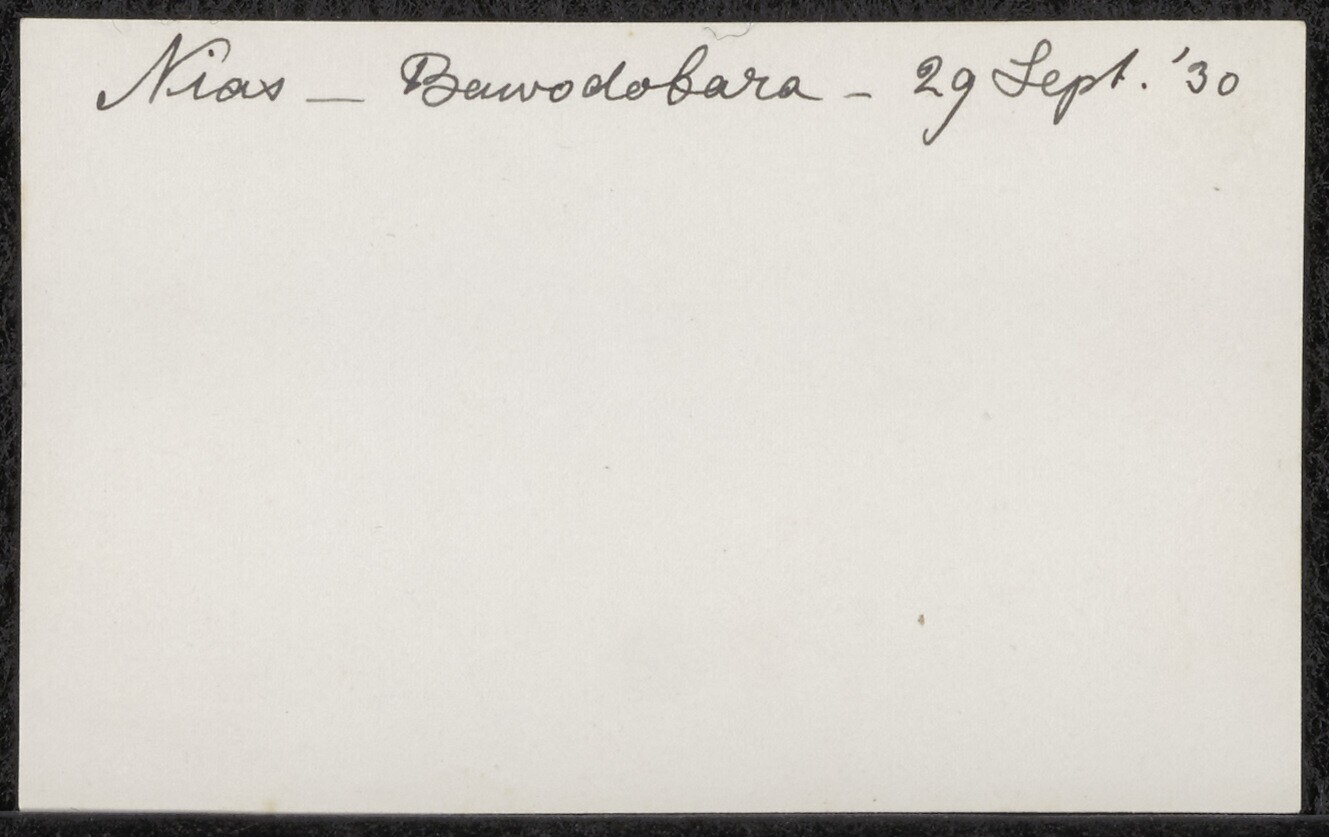 Nias — Bawodobara - 29 Sept. '30